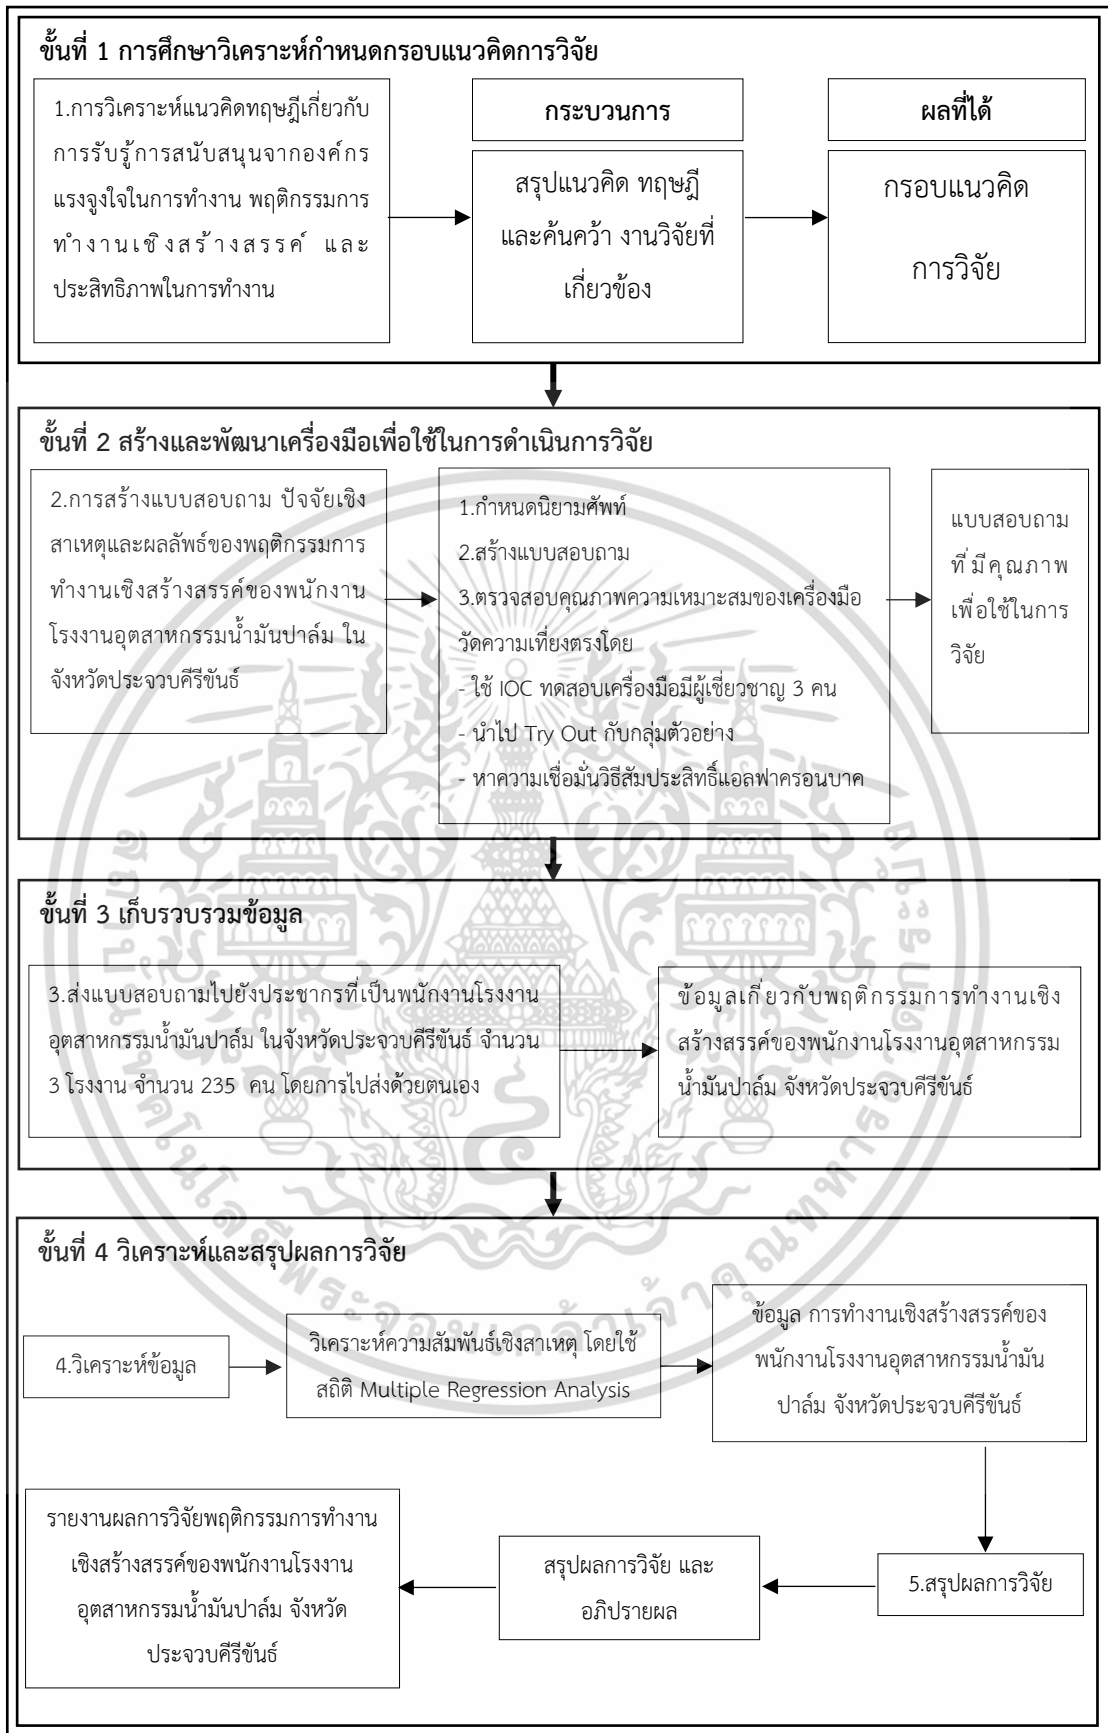 ขั้นที่ 1 การศึกษาวิเคราะห์กำหนดกรอบแนวคิดการวิจัย
1.การวิเคราะห์แนวคิดทฤษฎีเกี่ยวกับ
การรับรู้การสนับสนุนจากองค์กร
แรงจูงใจในการทำงาน พฤติกรรมการ
ทำงานเชิงสร้างสรรค์ และ
ประสิทธิภาพในการทำงาน
กระบวนการ
สรุปแนวคิด ทฤษฎี
และค้นคว้า งานวิจัยที่
เกี่ยวข้อง
ผลที่ได้
กรอบแนวคิด
การวิจัย
ขั้นที่ 2 สร้างและพัฒนาเครื่องมือเพื่อใช้ในการดำเนินการวิจัย
2.การสร้างแบบสอบถาม ปัจจัยเชิง
สาเหตุและผลลัพธ์ของพฤติกรรมการ
ทำงานเชิงสร้างสรรค์ของพนักงาน
โรงงานอุตสาหกรรมน้ำมันปาล์ม ใน
จังหวัดประจวบคีรีขันธ์
1.กำหนดนิยามศัพท์
2.สร้างแบบสอบถาม
3.ตรวจสอบคุณภาพความเหมาะสมของเครื่องมือ
วัดความเที่ยงตรงโดย
- ใช้ IOC ทดสอบเครื่องมือมีผู้เชี่ยวชาญ 3 คน
- นำไป Try Out กับกลุ่มตัวอย่าง
- หาความเชื่อมั่นวิธีสัมประสิทธิ์แอลฟาครอนบาค
แบบสอบถาม
ที่มีคุณภาพ
เพื่อใช้ในการ
วิจัย
ขั้นที่ 3 เก็บรวบรวมข้อมูล
3.ส่งแบบสอบถามไปยังประชากรที่เป็นพนักงานโรงงาน
อุตสาหกรรมน้ำมันปาล์ม ในจังหวัดประจวบคีรีขันธ์ จำนวน
3 โรงงาน จำนวน 235 คน โดยการไปส่งด้วยตนเอง
ข้อมูลเกี่ยวกับพฤติกรรมการทำงานเชิง
สร้างสรรค์ของพนักงานโรงงานอุตสาหกรรม
น้ำมันปาล์ม จังหวัดประจวบคีรีขันธ์
ขั้นที่ 4 วิเคราะห์และสรุปผลการวิจัย
4.วิเคราะห์ข้อมูล
วิเคราะห์ความสัมพันธ์เชิงสาเหตุ โดยใช้
สถิติ Multiple Regression Analysis
ข้อมูล การทำงานเชิงสร้างสรรค์ของ
พนักงานโรงงานอุตสาหกรรมน้ำมัน
ปาล์ม จังหวัดประจวบคีรีขันธ์
5.สรุปผลการวิจัย
สรุปผลการวิจัย และ
อภิปรายผล
รายงานผลการวิจัยพฤติกรรมการทำงาน
เชิงสร้างสรรค์ของพนักงานโรงงาน
อุตสาหกรรมน้ำมันปาล์ม จังหวัด
ประจวบคีรีขันธ์
สถาบันเทคโนโลยีพระจอมเกล้าเจ้าคุณทหารลาดกระบัง